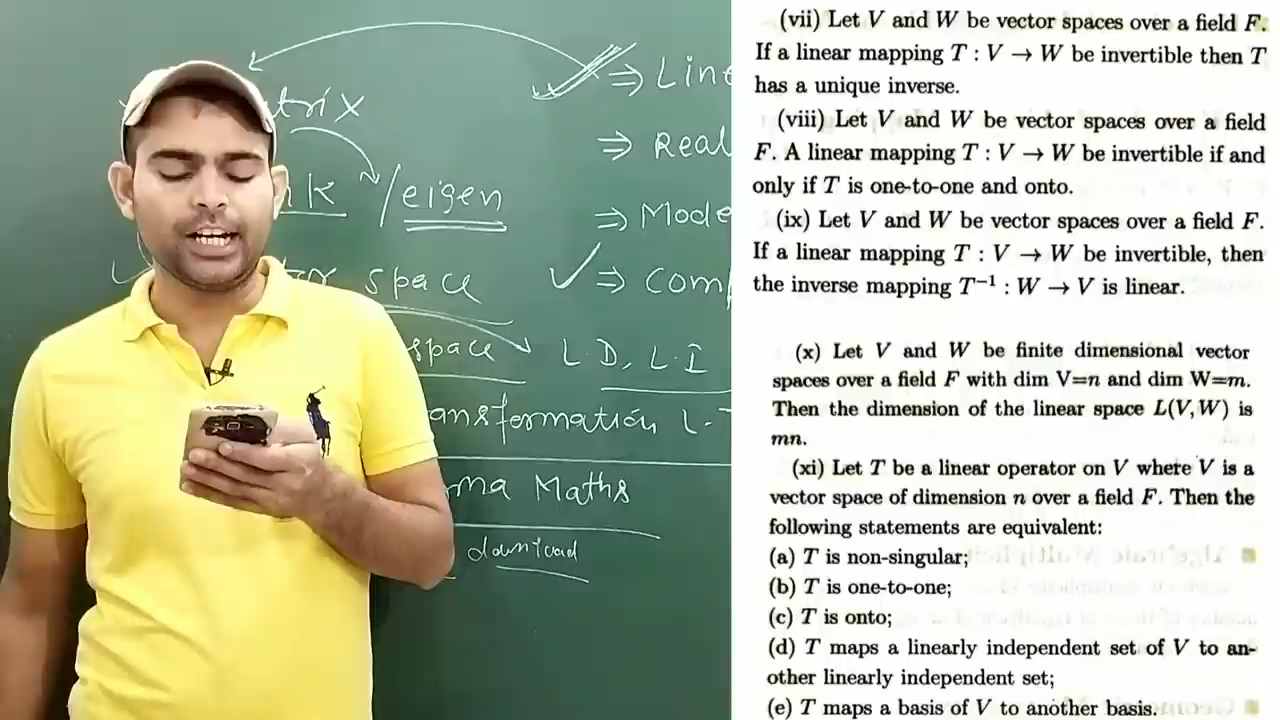 trix
nk / eigen
space
space L.D, L.I
ansformation L.
ma Maths
download
⇒ Line
⇒ Real
⇒ Mode
⇒ Comp
(vii) Let V and W be vector spaces over a field F.
If a linear mapping T : V → W be invertible then T
has a unique inverse.
(viii) Let V and W be vector spaces over a field
F. A linear mapping T : V → W be invertible if and
only if T is one-to-one and onto.
(ix) Let V and W be vector spaces over a field F.
If a linear mapping T : V → W be invertible, then
the inverse mapping T⁻¹ : W → V is linear.
(x) Let V and W be finite dimensional vector
spaces over a field F with dim V=n and dim W=m.
Then the dimension of the linear space L(V,W) is
mn.
(xi) Let T be a linear operator on V where V is a
vector space of dimension n over a field F. Then the
following statements are equivalent:
(a) T is non-singular;
(b) T is one-to-one;
(c) T is onto;
(d) T maps a linearly independent set of V to an-
other linearly independent set;
(e) T maps a basis of V to another basis.